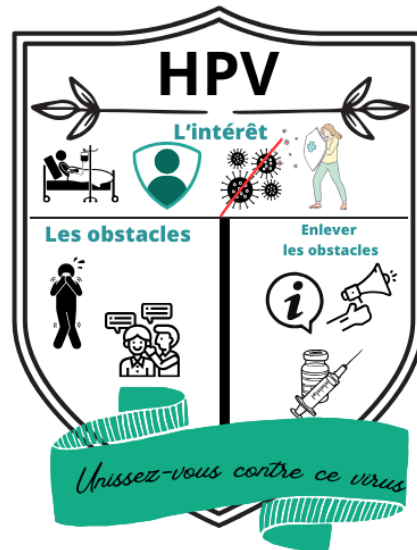 HPV
L'intérêt
Les obstacles
Enlever
les obstacles
i
Unissez-vous contre ce virus